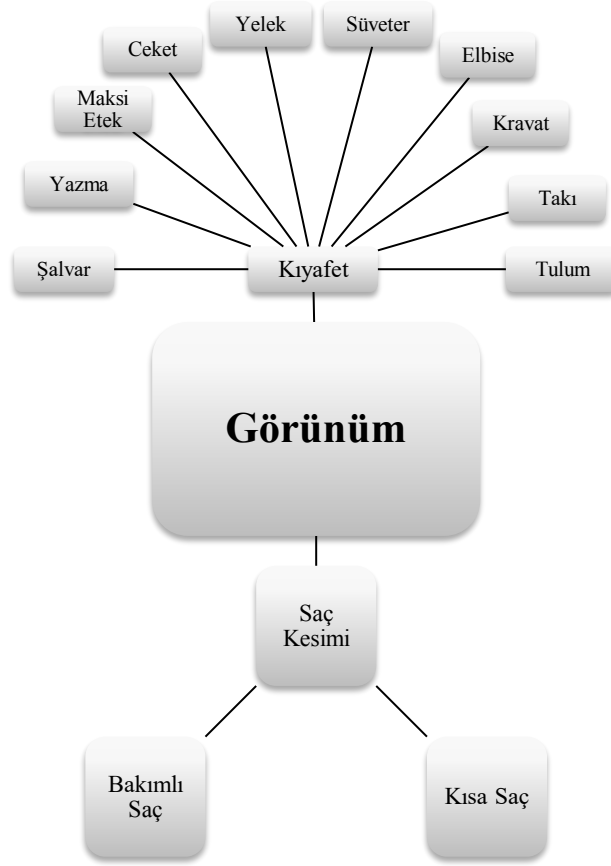 Yelek
Süveter
Ceket
Elbise
Maksi
Etek
Kravat
Yazma
Takı
Şalvar
Kıyafet
Tulum
Görünüm
Saç
Kesimi
Bakımlı
Saç
Kısa Saç